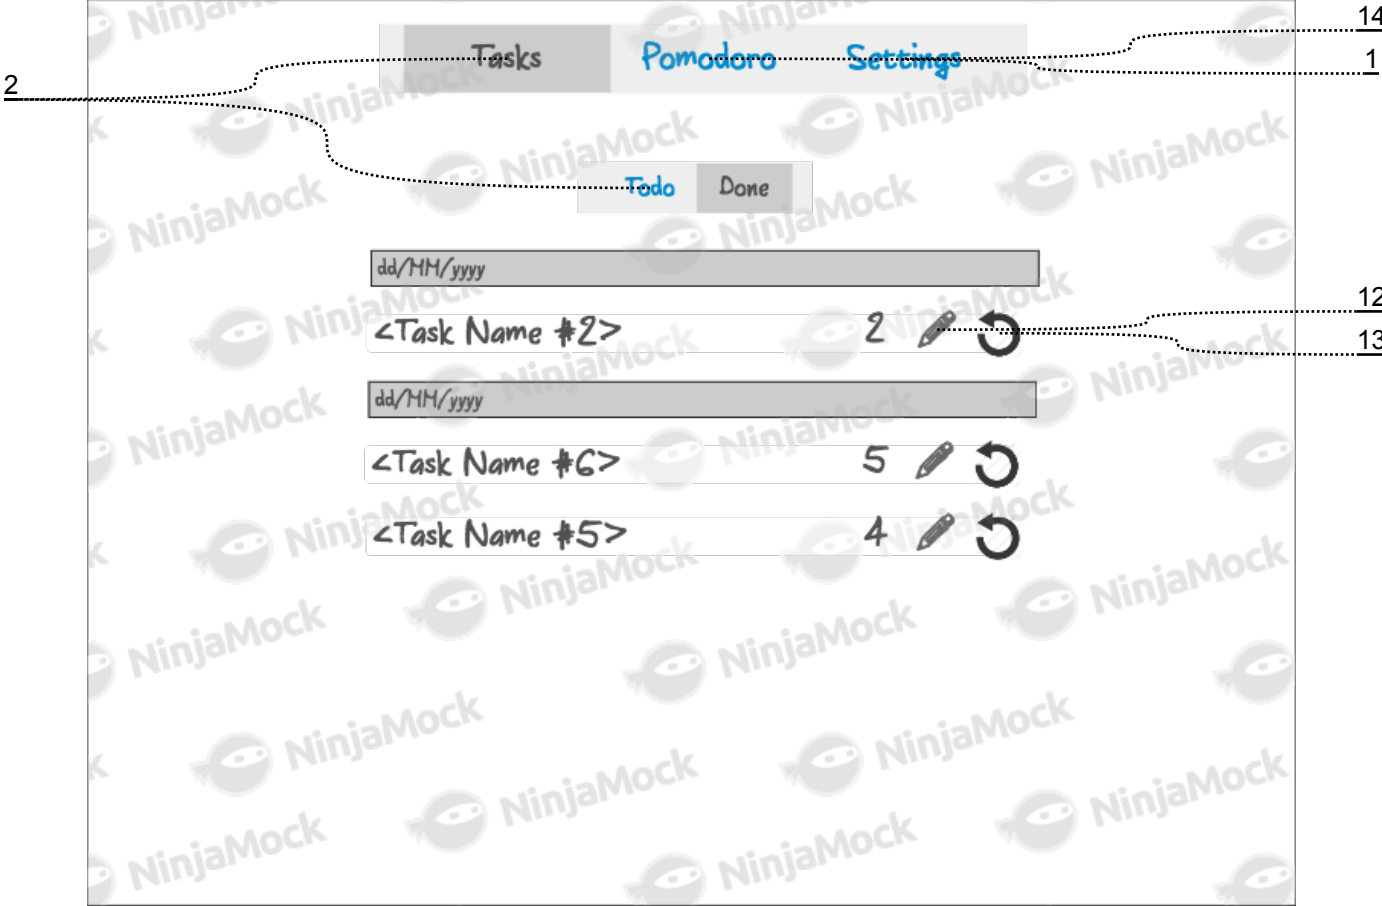 14
Tasks Pomodoro Settings
1
2
Todo Done
dd/MM/yyyy
12
<Task Name #2> 2
13
dd/MM/yyyy
<Task Name #6> 5
<Task Name #5> 4
NinjaMock